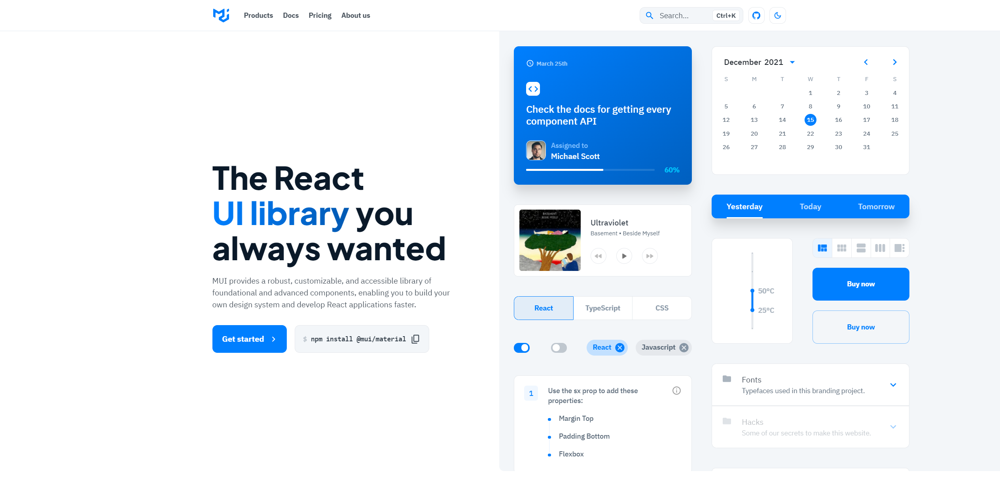 Products Docs Pricing About us
Search... Ctrl+K
The React
UI library you
always wanted
MUI provides a robust, customizable, and accessible library of
foundational and advanced components, enabling you to build your
own design system and develop React applications faster.
Get started
$ npm install @mui/material
March 25th
Check the docs for getting every
component API
Assigned to
Michael Scott
60%
BASEMENT
BESIDE MYSELF
Ultraviolet
Basement • Beside Myself
React TypeScript CSS
React Javascript
1
Use the sx prop to add these
properties:
Margin Top
Padding Bottom
Flexbox
December 2021
S M T W T F S
1 2 3 4
5 6 7 8 9 10 11
12 13 14 15 16 17 18
19 20 21 22 23 24 25
26 27 28 29 30 31
Yesterday Today Tomorrow
50°C
25°C
Buy now
Buy now
Fonts
Typefaces used in this branding project.
Hacks
Some of our secrets to make this website.